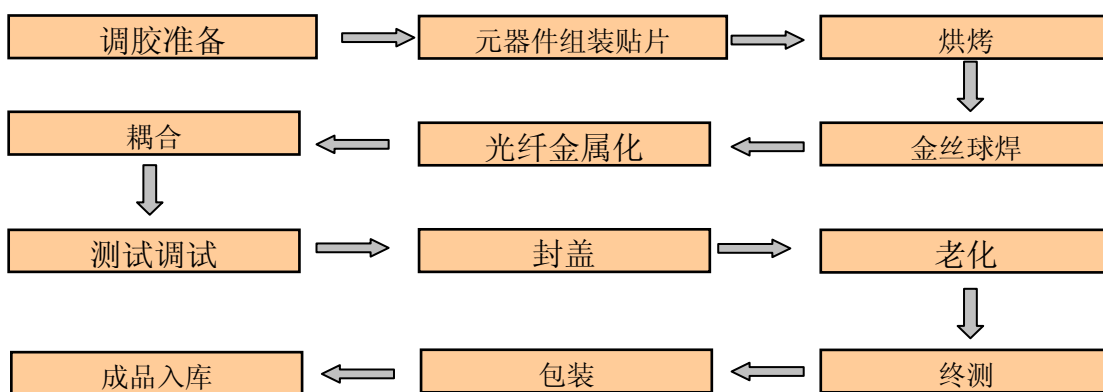 调胶准备
元器件组装贴片
烘烤
金丝球焊
光纤金属化
耦合
测试调试
封盖
老化
终测
包装
成品入库